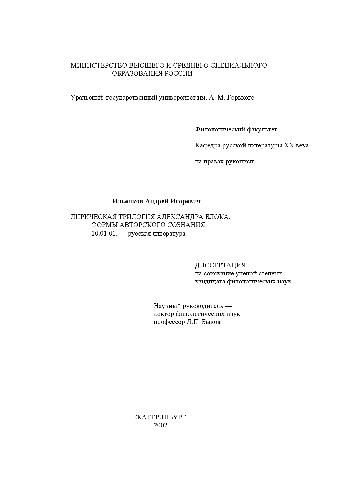 МИНИСТЕРСТВО ВЫСШЕГО И СРЕДНЕГО СПЕЦИАЛЬНОГО
ОБРАЗОВАНИЯ РОССИИ
Уральский государственный университет им. А. М. Горького
Филологический факультет
Кафедра русской литературы XX века
на правах рукописи
Андрей Игоревич
ЛИРИЧЕСКАЯ ТРИЛОГИЯ АЛЕКСАНДРА БЛОКА:
ФОРМЫ АВТОРСКОГО СОЗНАНИЯ
10.01.01. — русская литература
ДИССЕРТАЦИЯ
на соискание ученой степени
кандидата филологических наук
Научный руководитель —
доктор филологических наук
профессор Л.П. Быков
ЕКАТЕРИНБУРГ
2002